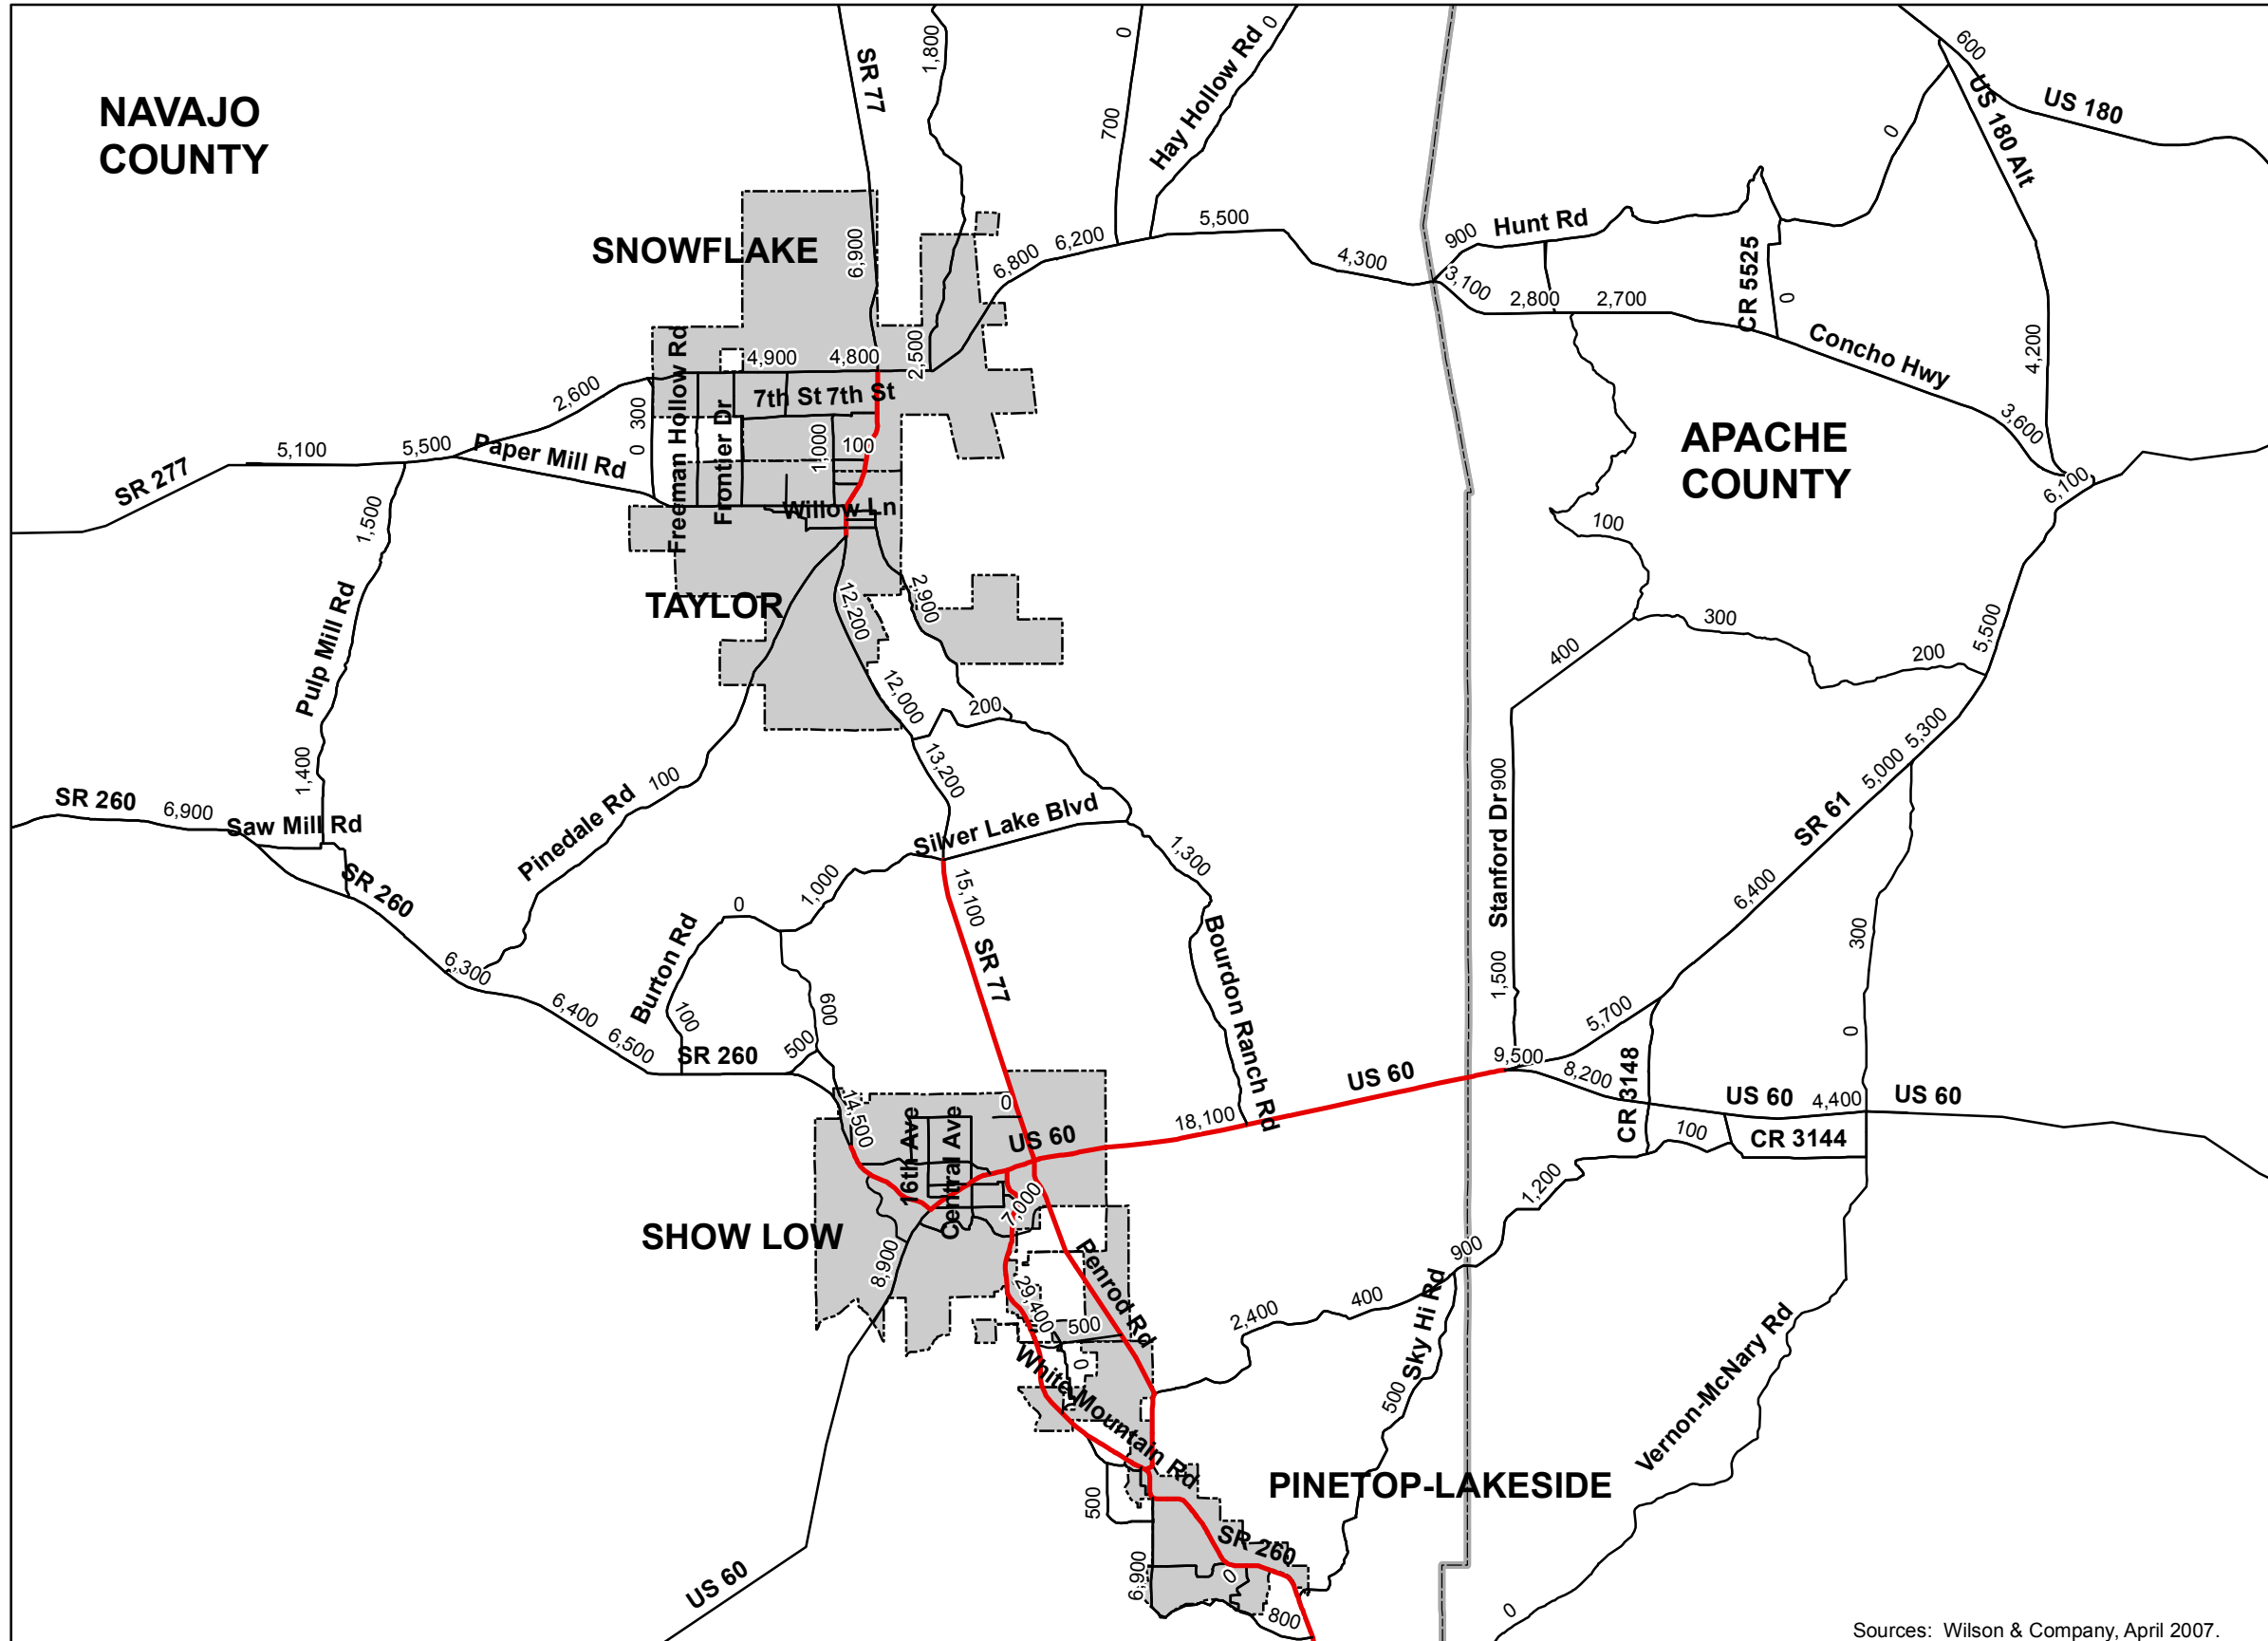 NAVAJO
COUNTY
SR 77
1,800
0
700
Hay Hollow Rd
0
600
US 180
US 180 Alt
0
SNOWFLAKE
6,900
6,800
6,200
5,500
4,300
900
Hunt Rd
3,100
2,800
2,700
CR 5525
0
Concho Hwy
4,200
3,600
6,100
4,900
4,800
2,500
2,600
Freeman Hollow Rd
7th St
7th St
300
0
Frontier Dr
1,000
100
5,100
5,500
Paper Mill Rd
SR 277
Willow Ln
1,500
APACHE
COUNTY
100
TAYLOR
12,200
2,900
300
400
200
5,500
Pulp Mill Rd
12,000
200
1,400
13,200
100
Pinedale Rd
SR 260
6,900
Saw Mill Rd
SR 260
Silver Lake Blvd
1,300
Stanford Dr
900
5,300
5,000
SR 61
6,400
1,000
15,100
0
Burton Rd
SR 77
Bourdon Ranch Rd
1,500
300
6,300
6,400
6,500
100
600
500
SR 260
5,700
0
9,500
8,200
CR 3148
US 60
4,400
US 60
14,500
0
16th Ave
Central Ave
US 60
18,100
US 60
100
CR 3144
1,200
7,000
SHOW LOW
8,900
900
Penrod Rd
29,400
500
2,400
400
Sky Hi Rd
0
White Mountain Rd
500
Vernon-McNary Rd
PINETOP-LAKESIDE
500
SR 260
6,900
0
800
US 60
0
Sources: Wilson & Company, April 2007.